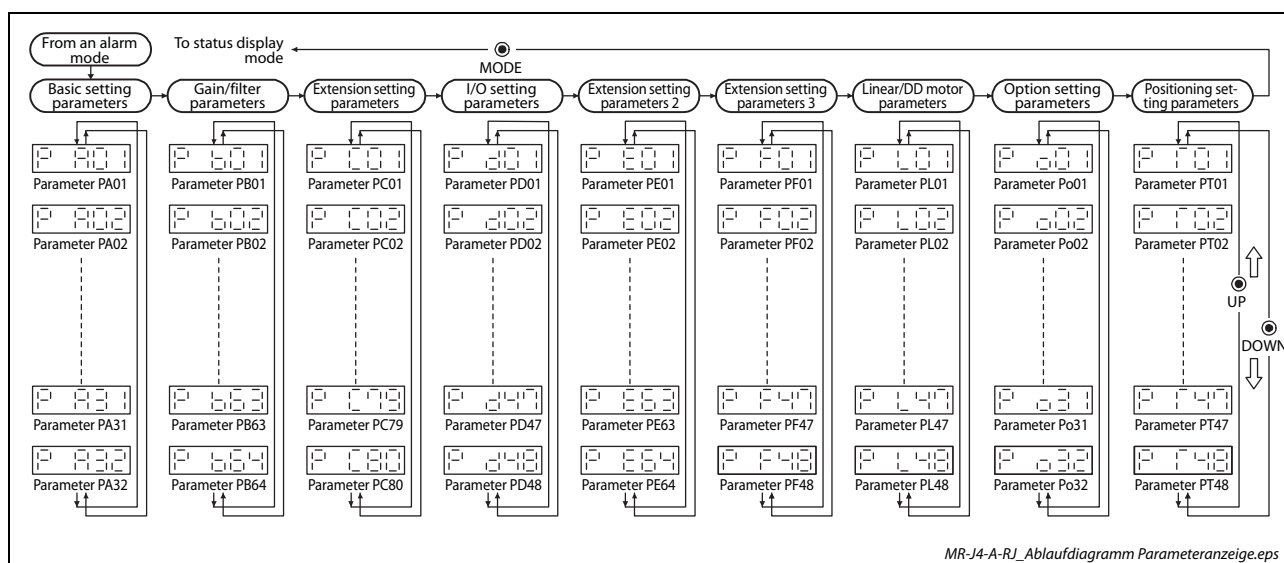 From an alarm
mode
To status display
mode
MODE
Basic setting
parameters
Gain/filter
parameters
Extension setting
parameters
I/O setting
parameters
Extension setting
parameters 2
Extension setting
parameters 3
Linear/DD motor
parameters
Option setting
parameters
Positioning set-
ting parameters
P A01
P b01
P C01
P d01
P E01
P F01
P L01
P o01
P T01
Parameter PA01
Parameter PB01
Parameter PC01
Parameter PD01
Parameter PE01
Parameter PF01
Parameter PL01
Parameter Po01
Parameter PT01
P A02
P b02
P C02
P d02
P E02
P F02
P L02
P o02
P T02
Parameter PA02
Parameter PB02
Parameter PC02
Parameter PD02
Parameter PE02
Parameter PF02
Parameter PL02
Parameter Po02
Parameter PT02
UP
DOWN
P A31
P b63
P C79
P d47
P E63
P F47
P L47
P o31
P T47
Parameter PA31
Parameter PB63
Parameter PC79
Parameter PD47
Parameter PE63
Parameter PF47
Parameter PL47
Parameter Po31
Parameter PT47
P A32
P b64
P C80
P d48
P E64
P F48
P L48
P o32
P T48
Parameter PA32
Parameter PB64
Parameter PC80
Parameter PD48
Parameter PE64
Parameter PF48
Parameter PL48
Parameter Po32
Parameter PT48
MR-J4-A-RJ_Ablaufdiagramm Parameteranzeige.eps